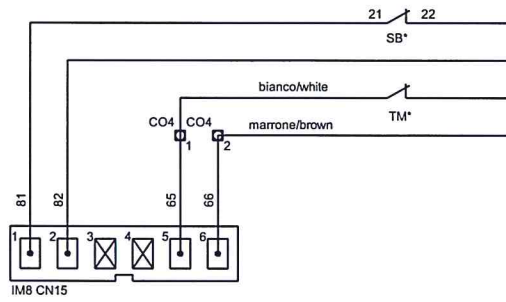 21 22
SB*
bianco/white
TM*
CO4 CO4
1 2
marrone/brown
81 82 65 66
1 2 3 4 5 6
IM8 CN15